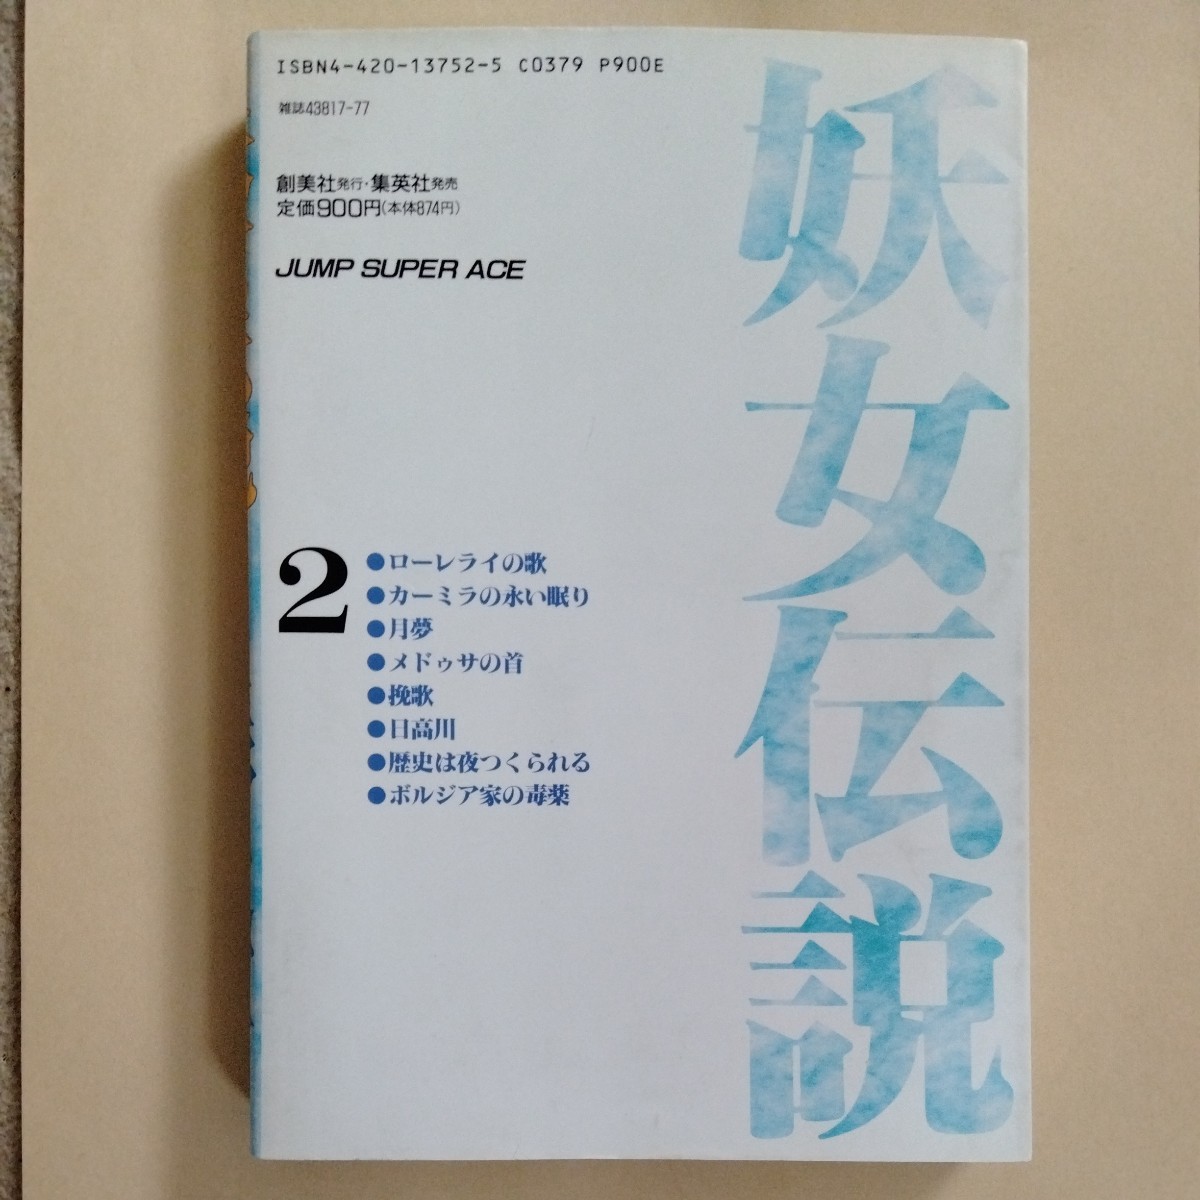 ISBN4-420-13752-5 C0379 P900E
雑誌43817-77
創美社発行・集英社発売
定価900円(本体874円)
JUMP SUPER ACE
妖女伝説
2
●ローレライの歌
●カーミラの永い眠り
●月夢
●メドゥサの首
●挽歌
●日高川
●歴史は夜つくられる
●ボルジア家の毒薬